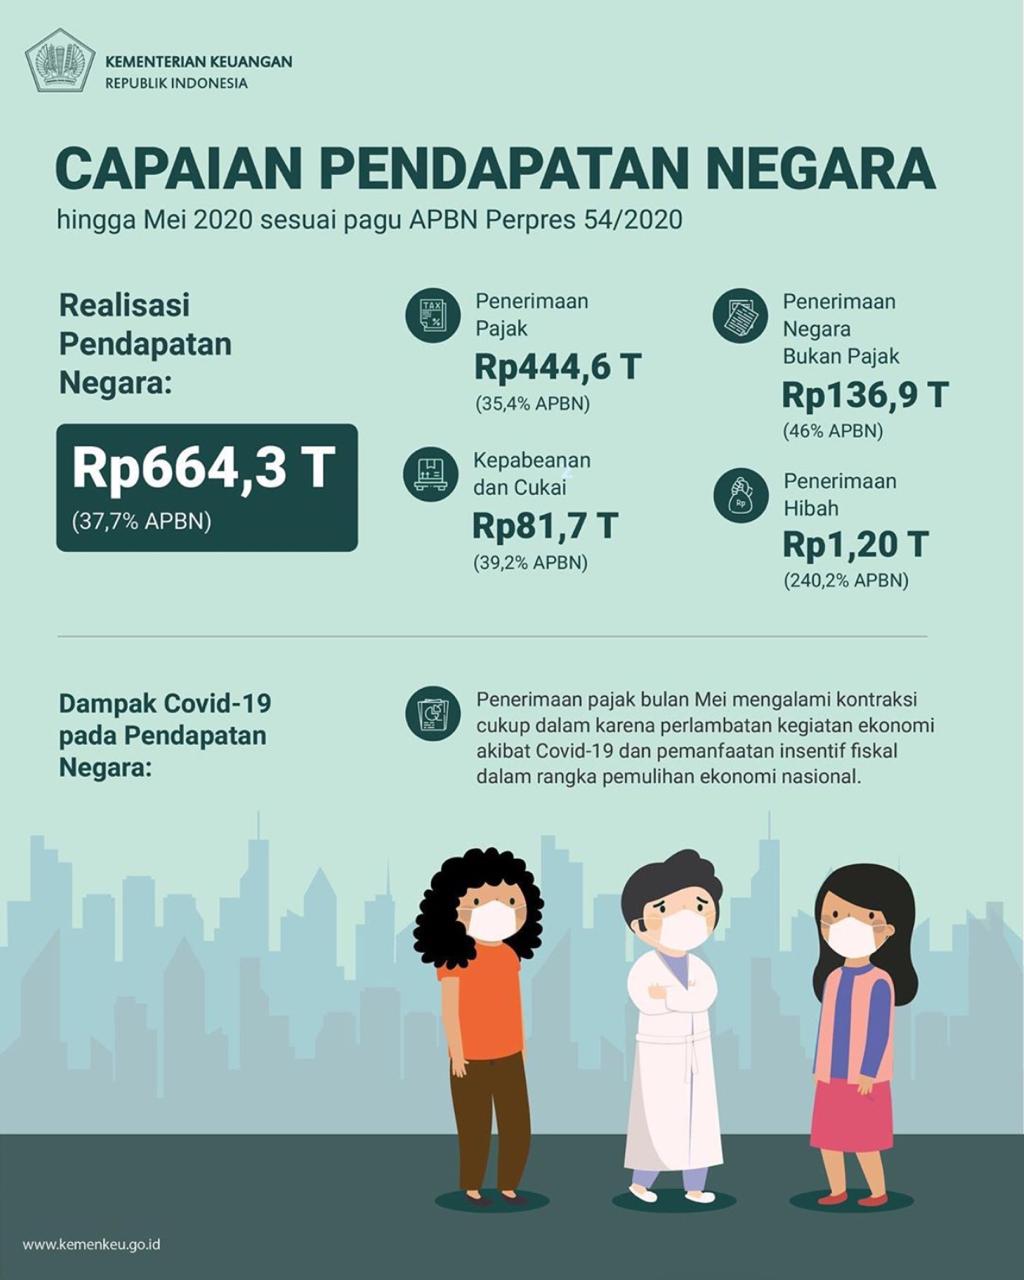 KEMENTERIAN KEUANGAN
REPUBLIK INDONESIA
CAPAIAN PENDAPATAN NEGARA
hingga Mei 2020 sesuai pagu APBN Perpres 54/2020
Realisasi
Pendapatan
Negara:
Rp664,3 T
(37,7% APBN)
TAX
%
Penerimaan
Pajak
Rp444,6 T
(35,4% APBN)
Kepabeanan
dan Cukai
Rp81,7 T
(39,2% APBN)
Penerimaan
Negara
Bukan Pajak
Rp136,9 T
(46% APBN)
Rp
Penerimaan
Hibah
Rp1,20 T
(240,2% APBN)
Dampak Covid-19
pada Pendapatan
Negara:
Penerimaan pajak bulan Mei mengalami kontraksi
cukup dalam karena perlambatan kegiatan ekonomi
akibat Covid-19 dan pemanfaatan insentif fiskal
dalam rangka pemulihan ekonomi nasional.
www.kemenkeu.go.id